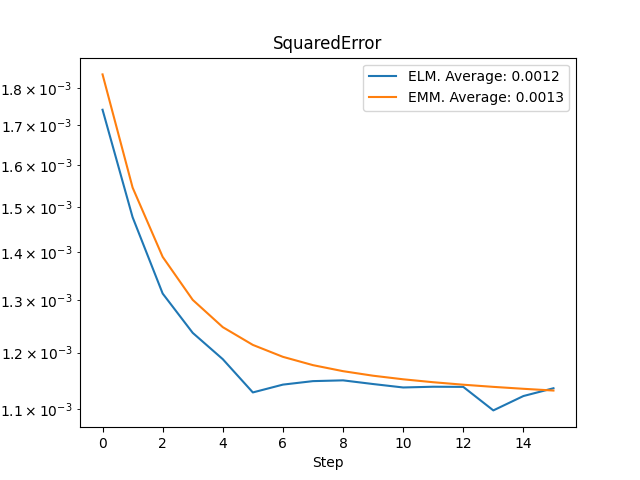 SquaredError
ELM. Average: 0.0012
EMM. Average: 0.0013
1.8 × 10⁻³
1.7 × 10⁻³
1.6 × 10⁻³
1.5 × 10⁻³
1.4 × 10⁻³
1.3 × 10⁻³
1.2 × 10⁻³
1.1 × 10⁻³
0 2 4 6 8 10 12 14
Step